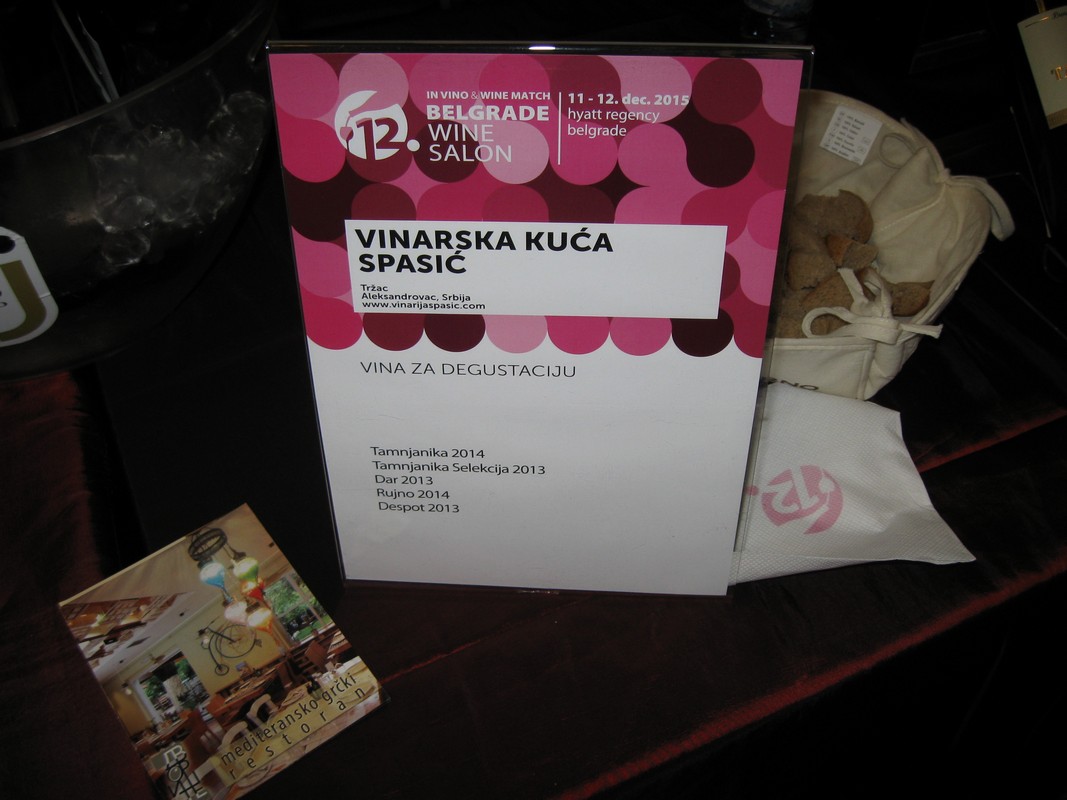 12.
IN VINO & WINE MATCH
BELGRADE
WINE
SALON
11 - 12. dec. 2015
hyatt regency
belgrade
VINARSKA KUĆA
SPASIĆ
Tržac
Aleksandrovac, Srbija
www.vinarijaspasic.com
VINA ZA DEGUSTACIJU
Tamnjanika 2014
Tamnjanika Selekcija 2013
Dar 2013
Rujno 2014
Despot 2013
12.
mediteransko grčki
restoran